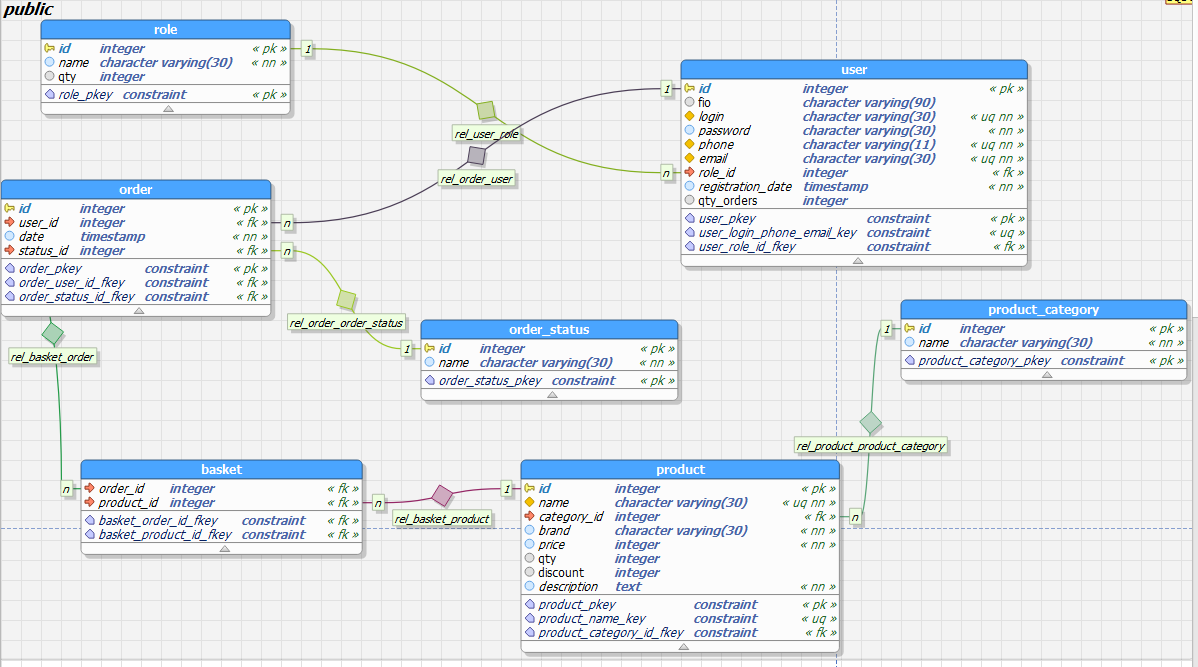 public
role
id integer « pk »
name character varying(30) « nn »
qty integer
role_pkey constraint « pk »
1
rel_user_role
n
user
id integer « pk »
fio character varying(90)
login character varying(30) « uq nn »
password character varying(30) « nn »
phone character varying(11) « uq nn »
email character varying(30) « uq nn »
role_id integer « fk »
registration_date timestamp « nn »
qty_orders integer
user_pkey constraint « pk »
user_login_phone_email_key constraint « uq »
user_role_id_fkey constraint « fk »
1
rel_order_user
n
order
id integer « pk »
user_id integer « fk »
date timestamp « nn »
status_id integer « fk »
order_pkey constraint « pk »
order_user_id_fkey constraint « fk »
order_status_id_fkey constraint « fk »
n
rel_order_order_status
1
order_status
id integer « pk »
name character varying(30) « nn »
order_status_pkey constraint « pk »
product_category
id integer « pk »
name character varying(30) « nn »
product_category_pkey constraint « pk »
1
rel_product_product_category
n
rel_basket_order
n
basket
order_id integer « fk »
product_id integer « fk »
basket_order_id_fkey constraint « fk »
basket_product_id_fkey constraint « fk »
n
rel_basket_product
1
product
id integer « pk »
name character varying(30) « uq nn »
category_id integer « fk »
brand character varying(30) « nn »
price integer « nn »
qty integer
discount integer
description text « nn »
product_pkey constraint « pk »
product_name_key constraint « uq »
product_category_id_fkey constraint « fk »